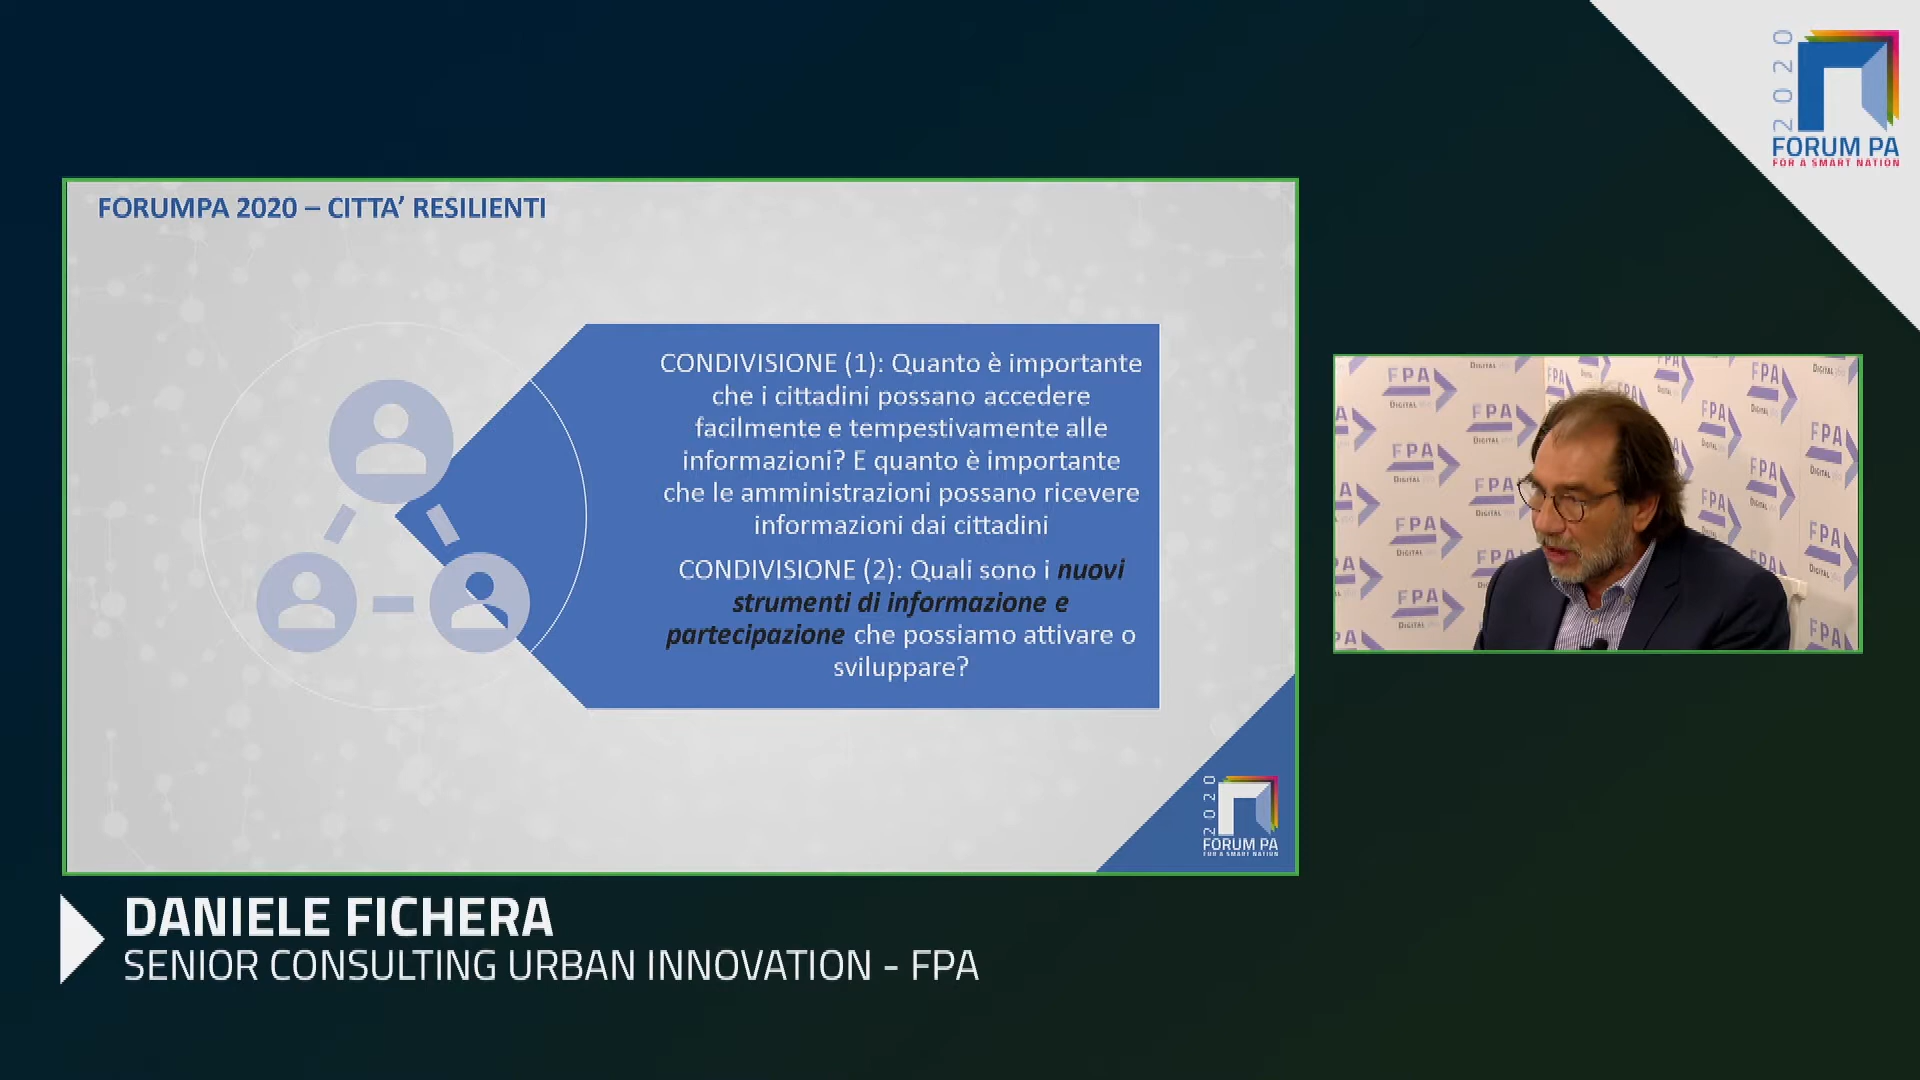 2020
FORUM PA
FOR A SMART NATION
FORUMPA 2020 – CITTA’ RESILIENTI
CONDIVISIONE (1): Quanto è importante
che i cittadini possano accedere
facilmente e tempestivamente alle
informazioni? E quanto è importante
che le amministrazioni possano ricevere
informazioni dai cittadini
CONDIVISIONE (2): Quali sono i nuovi
strumenti di informazione e
partecipazione che possiamo attivare o
sviluppare?
2020
FORUM PA
FOR A SMART NATION
FPA
DIGITAL 360
DANIELE FICHERA
SENIOR CONSULTING URBAN INNOVATION - FPA